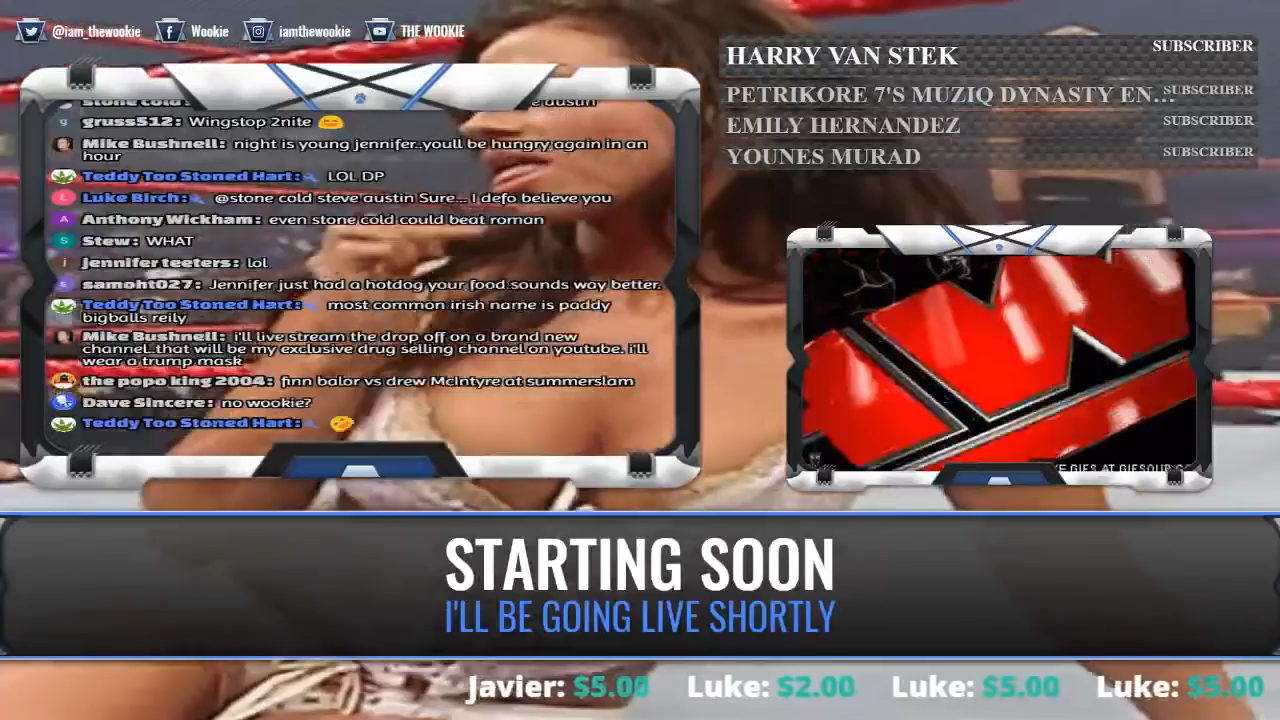 @iam_thewookie
Wookie
iamthewookie
THE WOOKIE
stone cold
e austin
gruss512: Wingstop 2nite
Mike Bushnell: night is young jennifer..youll be hungry again in an
hour
Teddy Too Stoned Hart: LOL DP
Luke Birch: @stone cold steve austin Sure... I defo believe you
Anthony Wickham: even stone cold could beat roman
Stew: WHAT
jennifer teeters: lol
samoht027: Jennifer just had a hotdog your food sounds way better.
Teddy Too Stoned Hart: most common irish name is paddy
bigballs reily
Mike Bushnell: i'll live stream the drop off on a brand new
channel..that will be my exclusive drug selling channel on youtube. i'll
wear a trump mask
the popo king 2004: finn balor vs drew McIntyre at summerslam
Dave Sincere: no wookie?
Teddy Too Stoned Hart:
HARRY VAN STEK SUBSCRIBER
PETRIKORE 7'S MUZIQ DYNASTY EN... SUBSCRIBER
EMILY HERNANDEZ SUBSCRIBER
YOUNES MURAD SUBSCRIBER
GIFS AT GIFSOUP.C
STARTING SOON
I'LL BE GOING LIVE SHORTLY
Javier: $5.00 Luke: $2.00 Luke: $5.00 Luke: $5.00